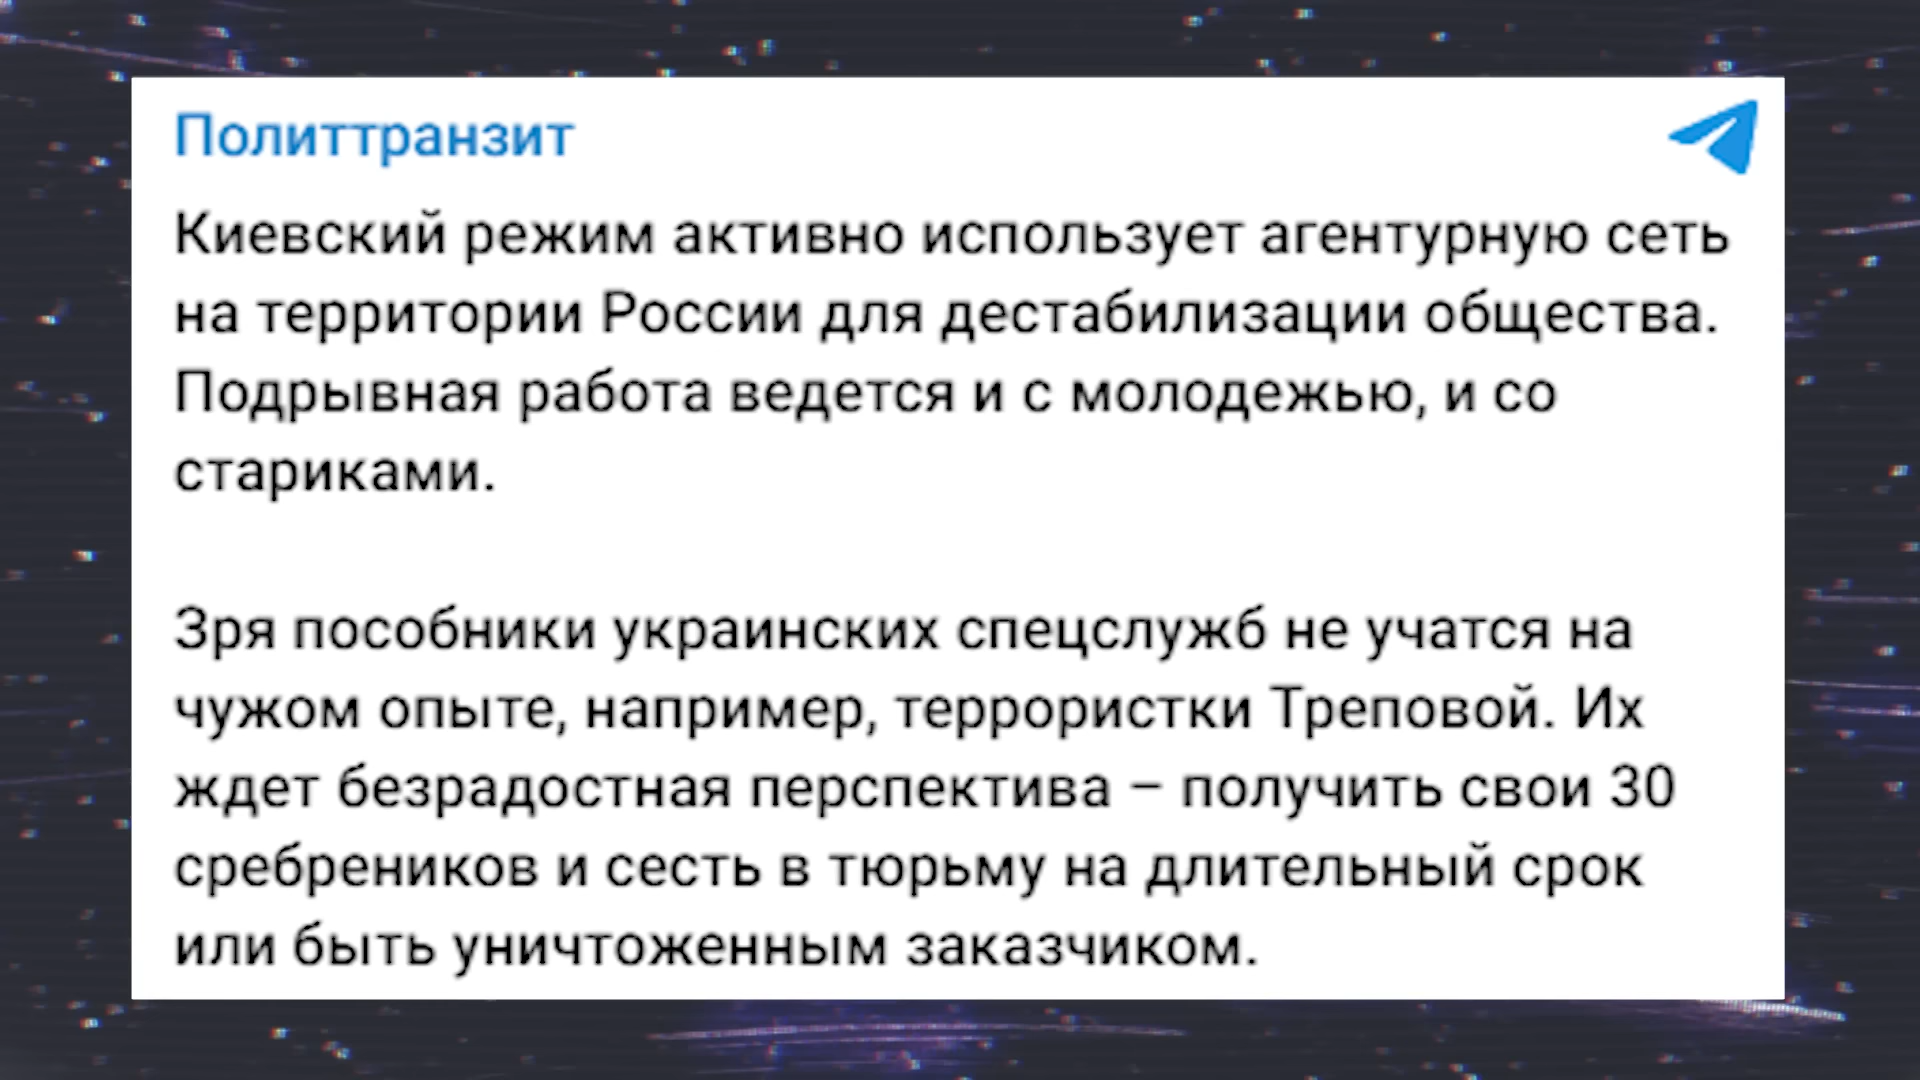 Политтранзит
Киевский режим активно использует агентурную сеть
на территории России для дестабилизации общества.
Подрывная работа ведется и с молодежью, и со
стариками.
Зря пособники украинских спецслужб не учатся на
чужом опыте, например, террористки Треповой. Их
ждет безрадостная перспектива – получить свои 30
сребреников и сесть в тюрьму на длительный срок
или быть уничтоженным заказчиком.